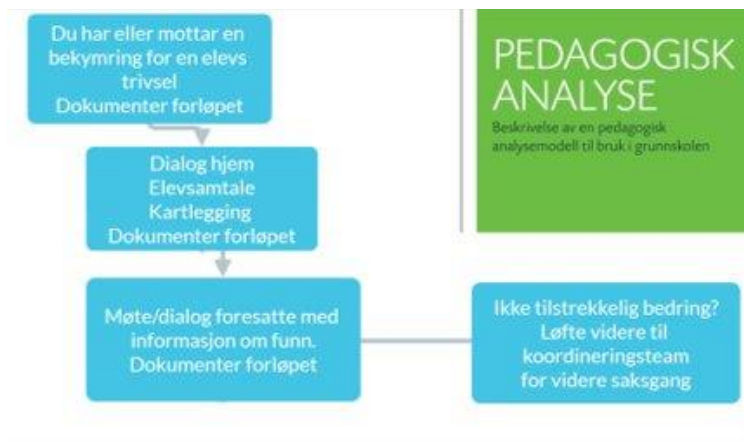 Du har eller mottar en
bekymring for en elevs
trivsel
Dokumenter forløpet
PEDAGOGISK
ANALYSE
Beskrivelse av en pedagogisk
analysemodell til bruk i grunnskolen
Dialog hjem
Elevsamtale
Kartlegging
Dokumenter forløpet
Møte/dialog foresatte med
informasjon om funn.
Dokumenter forløpet
Ikke tilstrekkelig bedring?
Løfte videre til
koordineringsteam
for videre saksgang